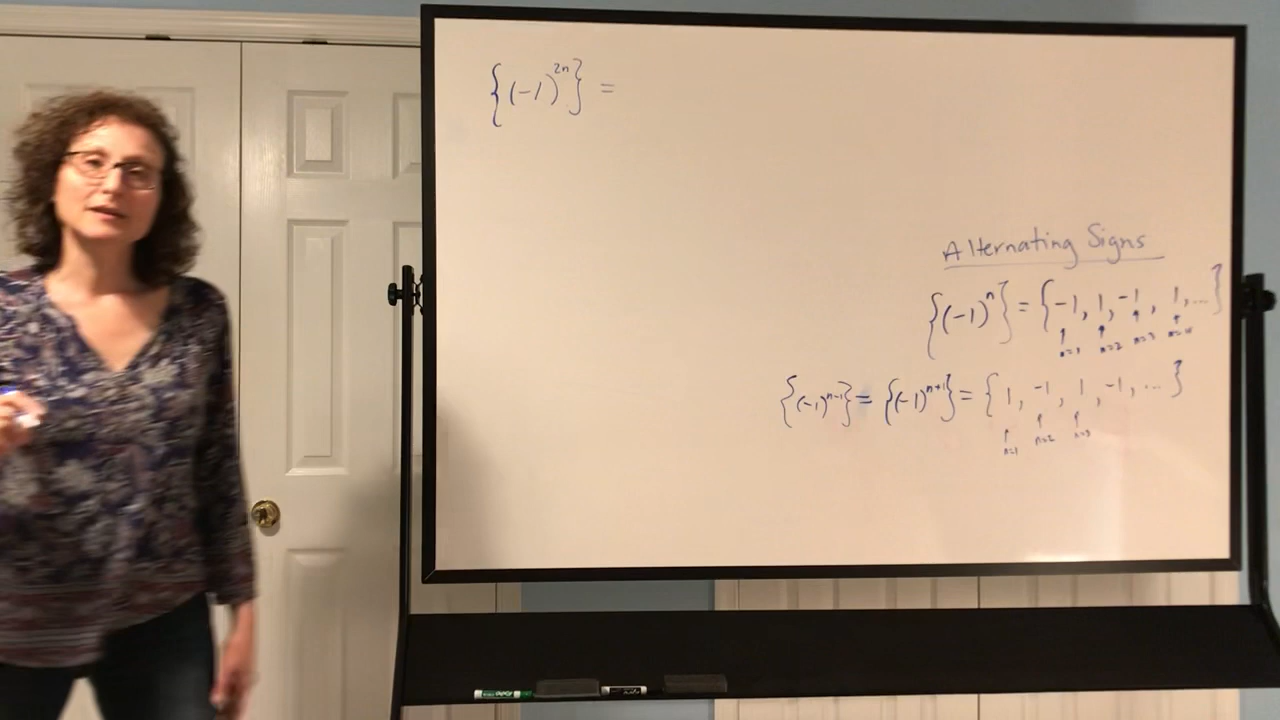 {(-1)^2n} =
Alternating Signs
{(-1)^n} = {-1, 1, -1, 1, ...}
n=1 n=2 n=3 n=4
{(-1)^n-1} = {(-1)^n+1} = {1, -1, 1, -1, ...}
n=1 n=2 n=3